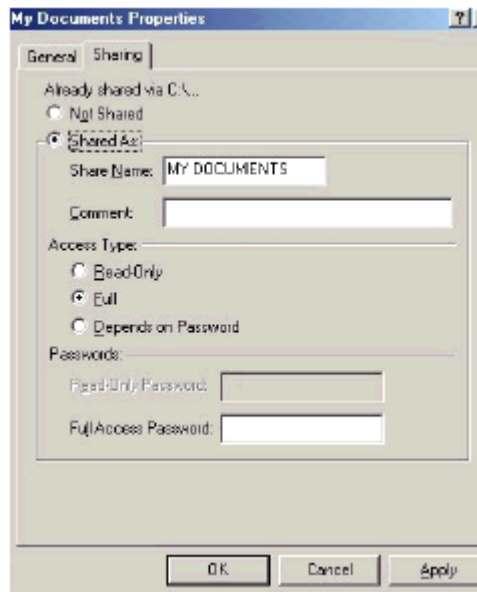 My Documents Properties ?
General Sharing
Already shared via C:\...
Not Shared
Shared As:
Share Name: MY DOCUMENTS
Comment:
Access Type:
Read-Only
Full
Depends on Password
Passwords:
Read-Only Password:
Full Access Password:
OK Cancel Apply